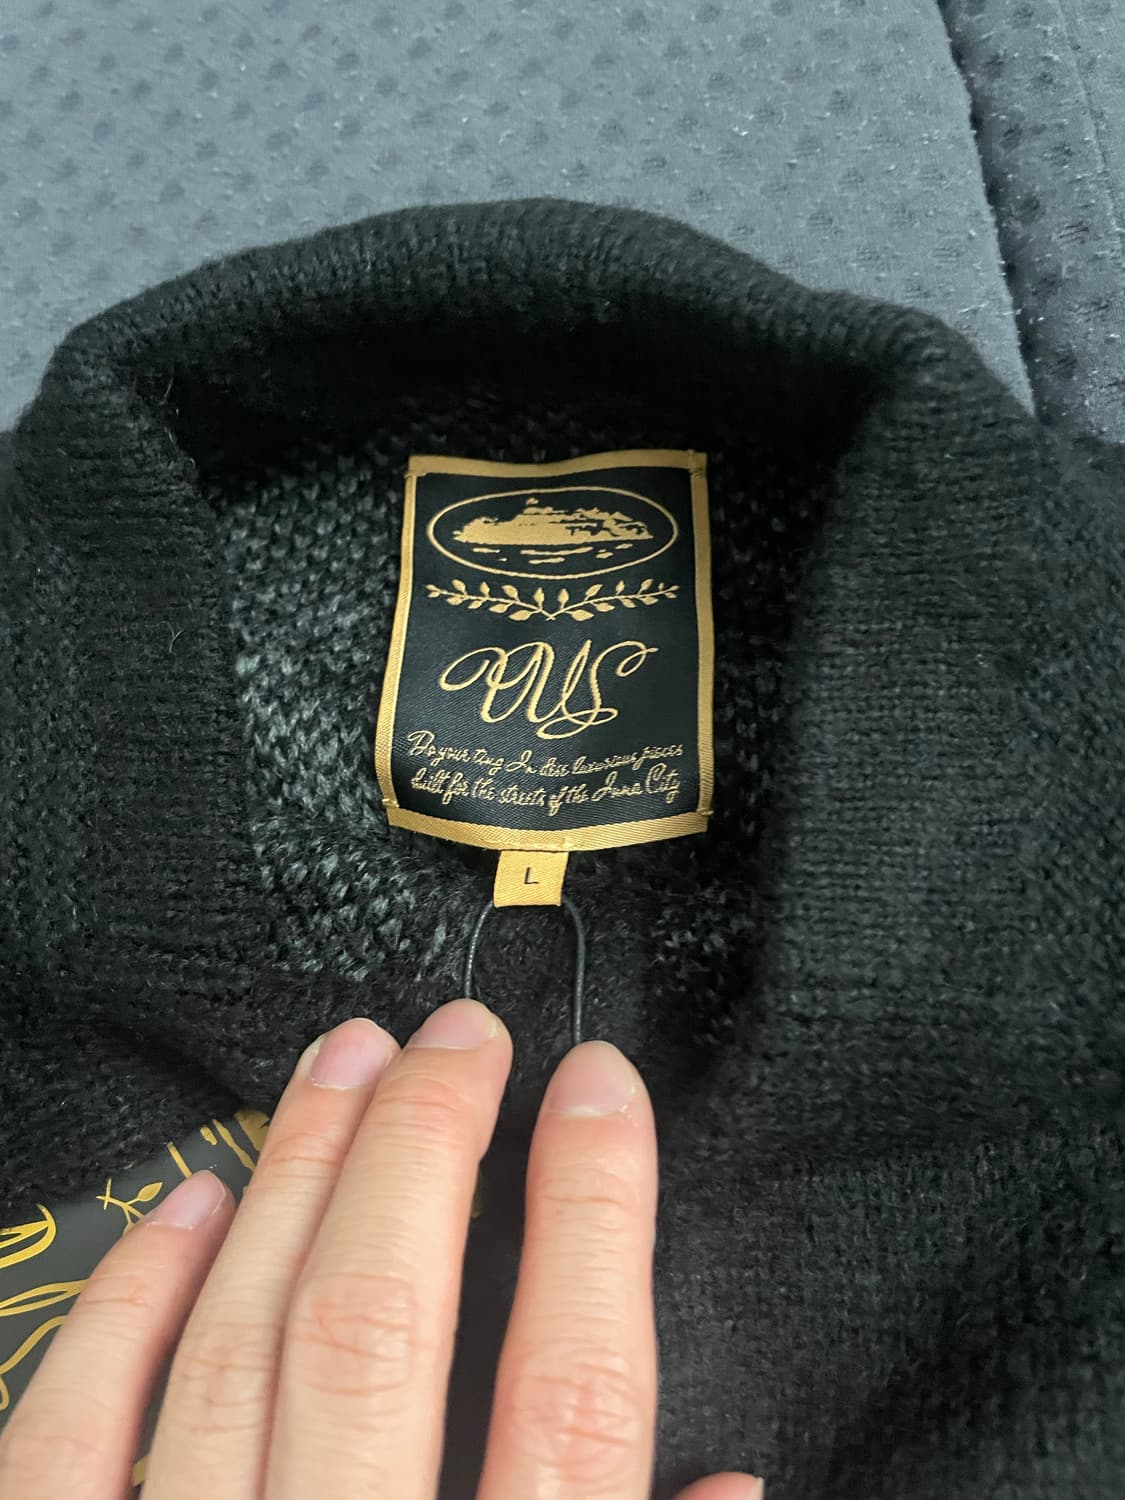 Do your ting In dese luxurious pieces
built for the streets of the Inna City
L